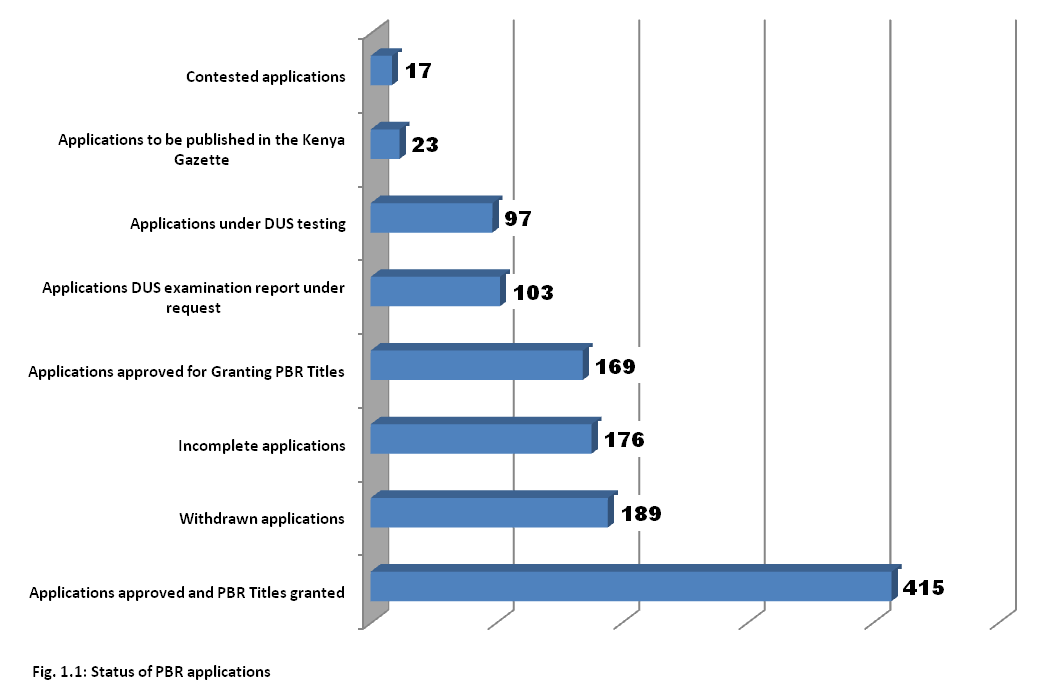 Contested applications
17
Applications to be published in the Kenya
Gazette
23
Applications under DUS testing
97
Applications DUS examination report under
request
103
Applications approved for Granting PBR Titles
169
Incomplete applications
176
Withdrawn applications
189
Applications approved and PBR Titles granted
415
Fig. 1.1: Status of PBR applications